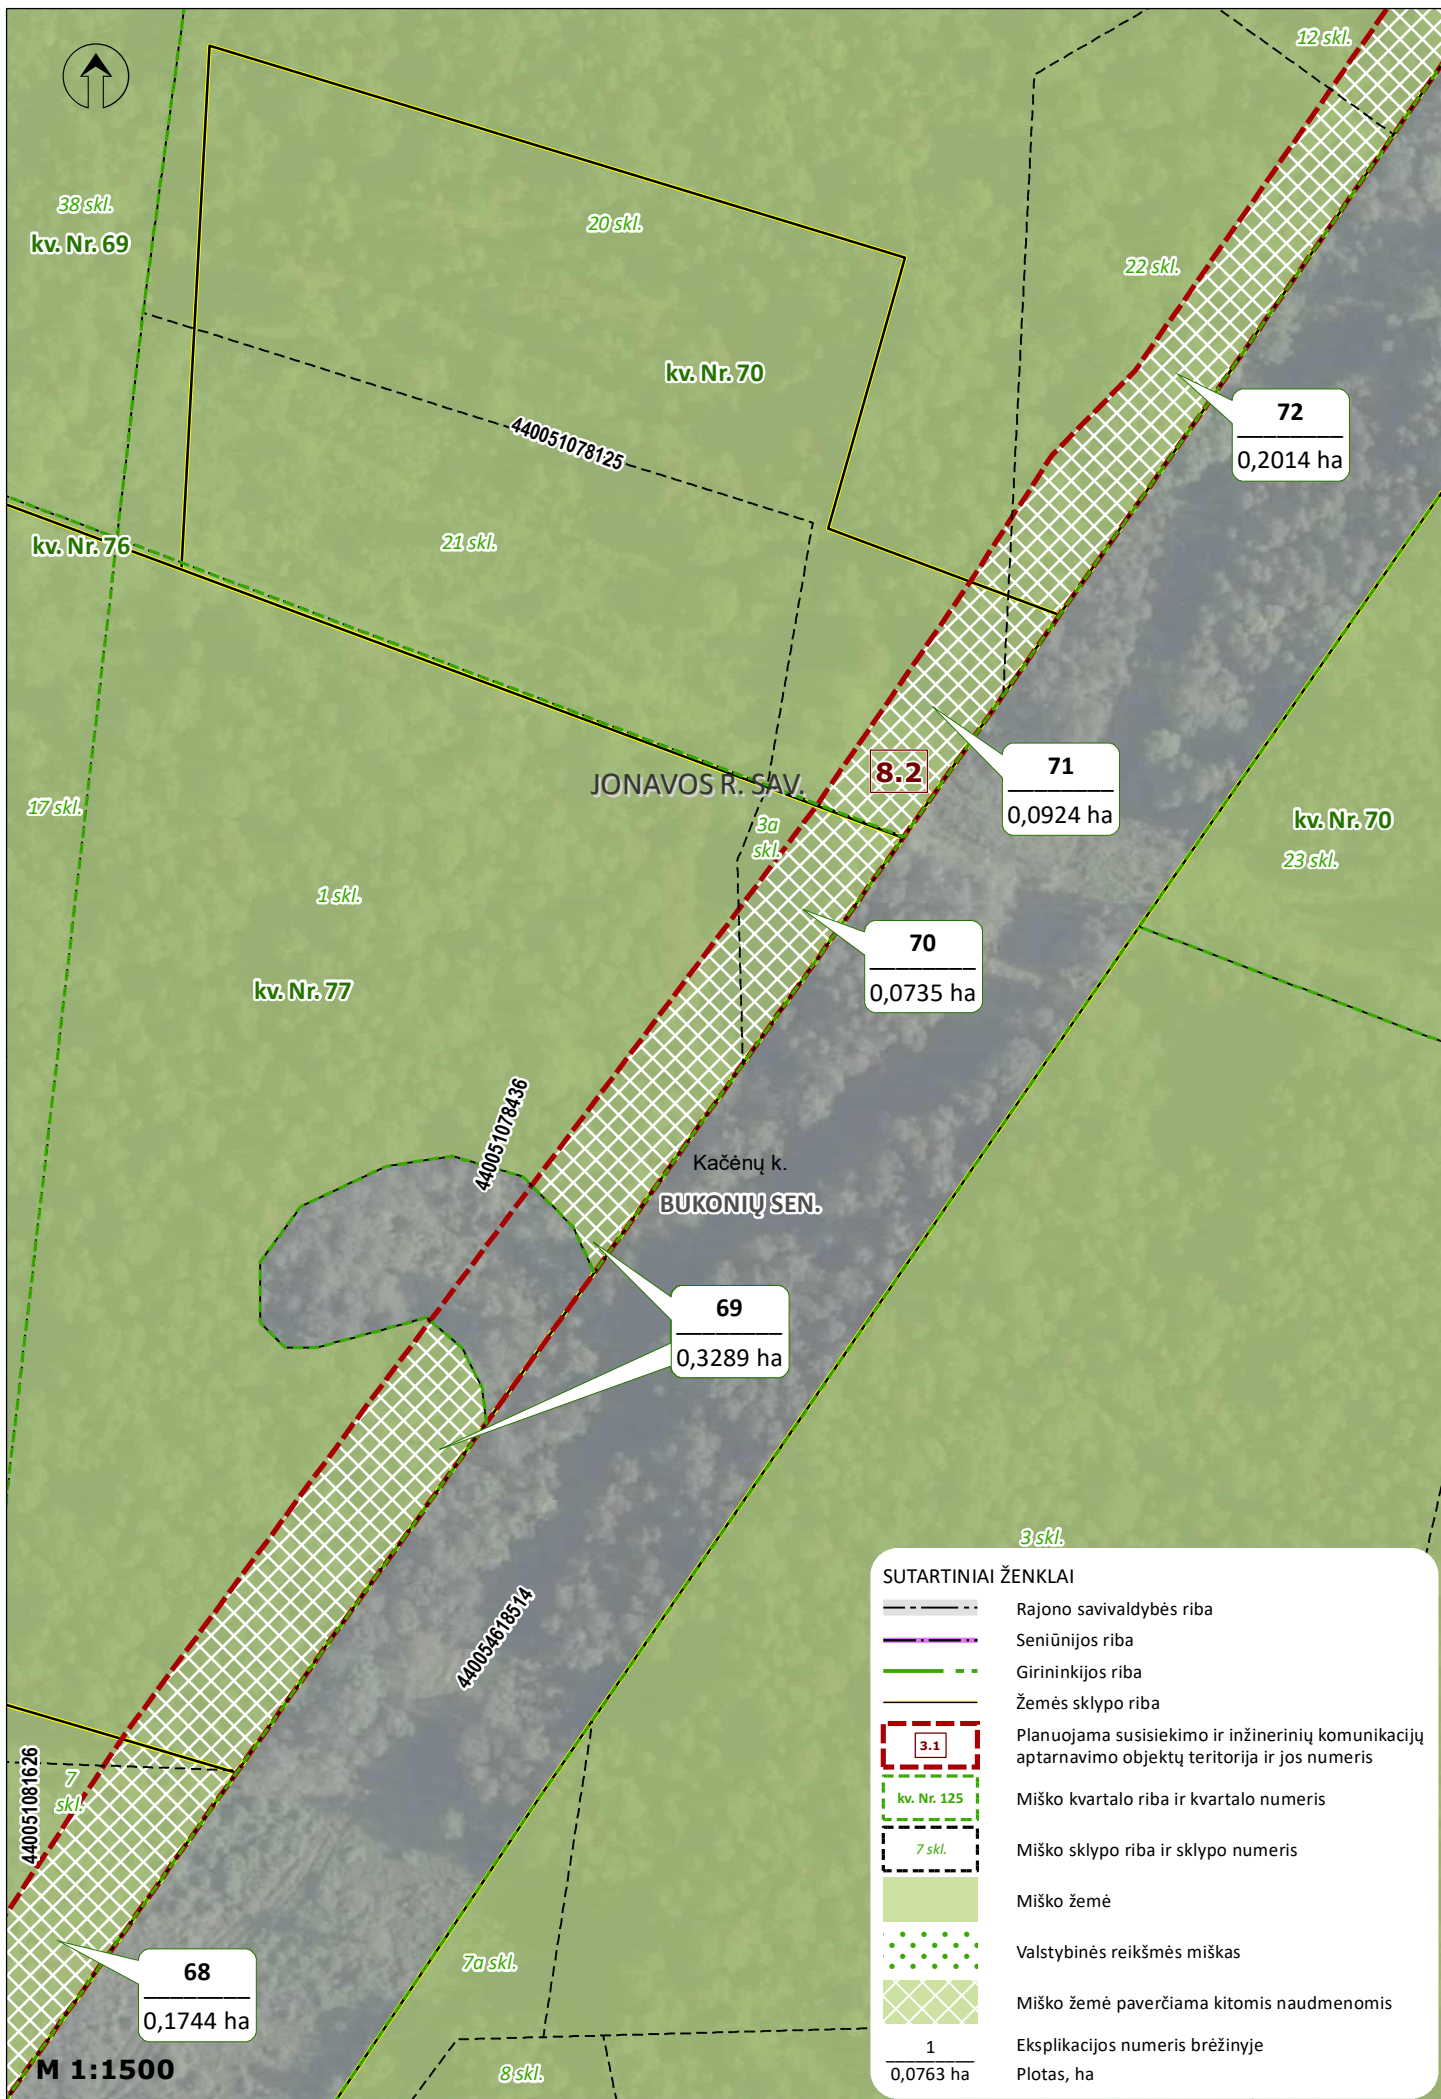 12 skl.
38 skl.
kv. Nr. 69
20 skl.
22 skl.
kv. Nr. 70
72
0,2014 ha
440051078125
kv. Nr. 76
21 skl.
8.2
71
0,0924 ha
JONAVOS R. SAV.
17 skl.
3a
skl.
kv. Nr. 70
23 skl.
1 skl.
70
0,0735 ha
kv. Nr. 77
440051078436
Kačėnų k.
BUKONIŲ SEN.
69
0,3289 ha
3 skl.
440054618514
440051081626
7
skl.
68
0,1744 ha
7a skl.
8 skl.
M 1:1500
SUTARTINIAI ŽENKLAI
Rajono savivaldybės riba
Seniūnijos riba
Girininkijos riba
Žemės sklypo riba
3.1
Planuojama susisiekimo ir inžinerinių komunikacijų
aptarnavimo objektų teritorija ir jos numeris
kv. Nr. 125
Miško kvartalo riba ir kvartalo numeris
7 skl.
Miško sklypo riba ir sklypo numeris
Miško žemė
Valstybinės reikšmės miškas
Miško žemė paverčiama kitomis naudmenomis
1
Eksplikacijos numeris brėžinyje
0,0763 ha
Plotas, ha